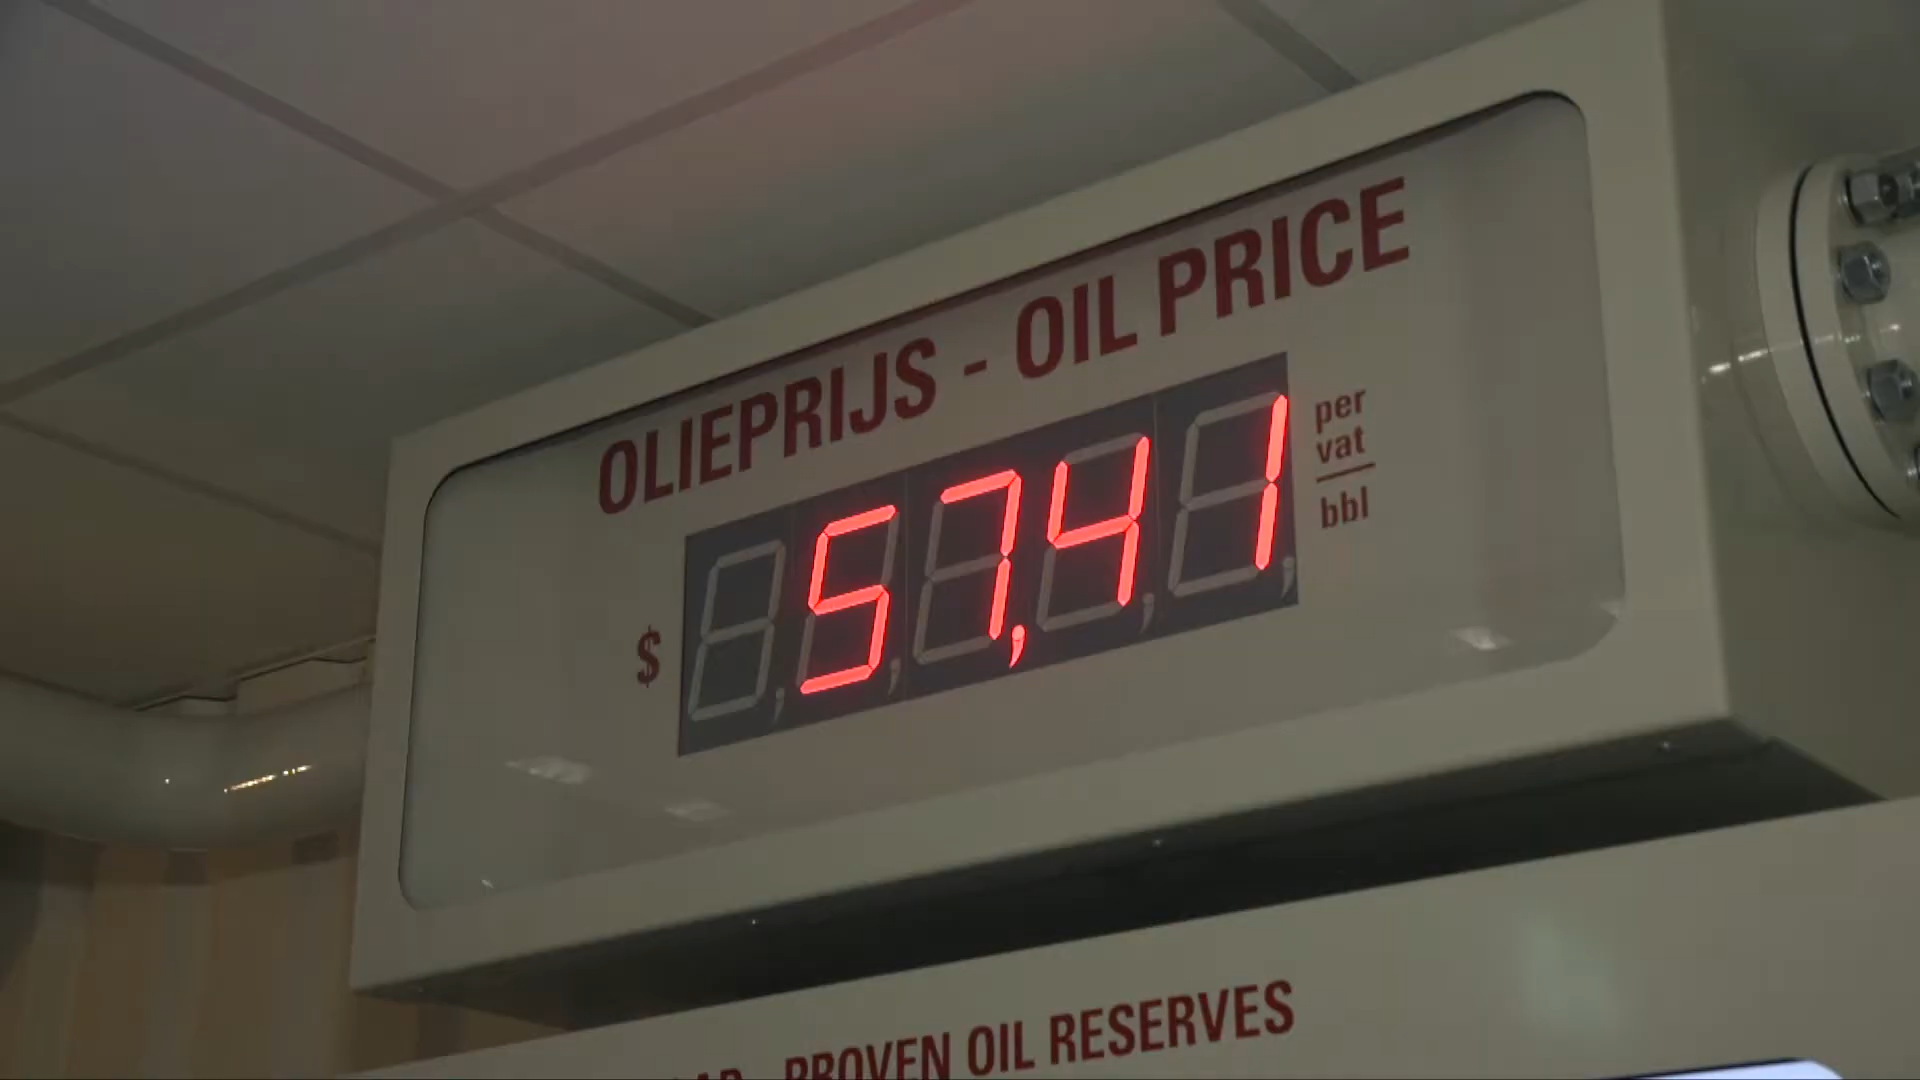 OLIEPRIJS - OIL PRICE
$ 57,41 per
vat
bbl
PROVEN OIL RESERVES